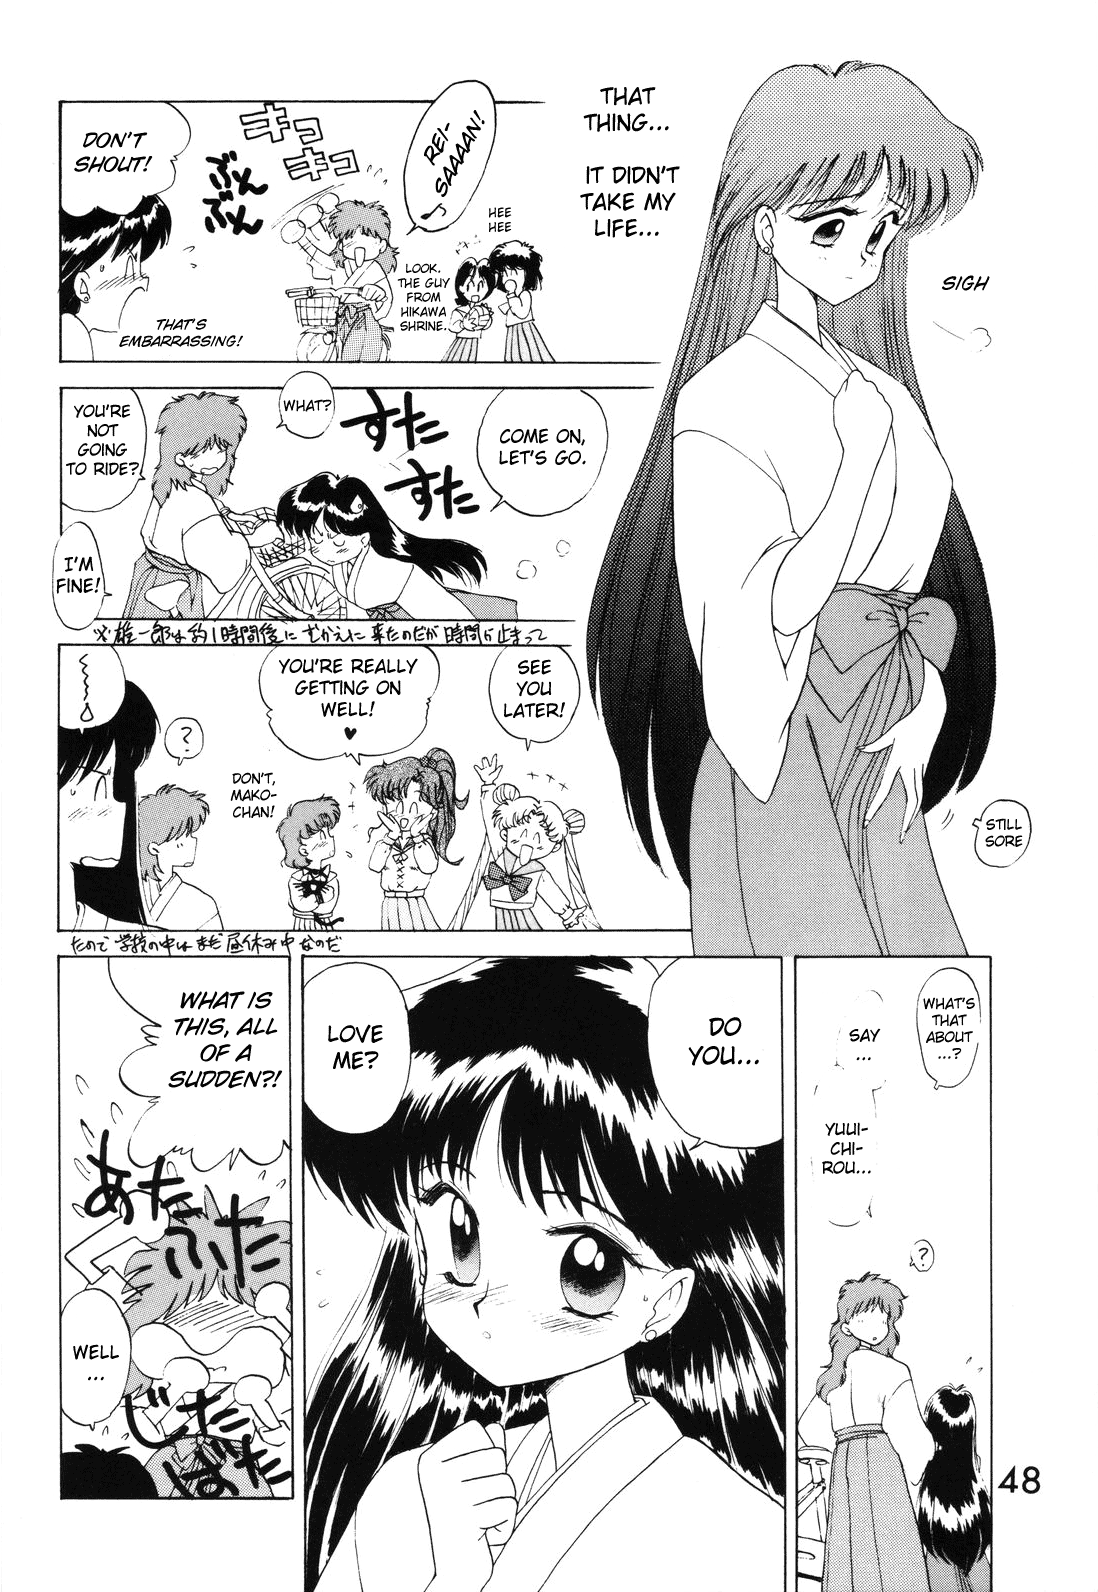 THAT
THING...
IT DIDN'T
TAKE MY
LIFE...
SIGH
STILL
SORE
REI-
SAAAAN!
キコ
キコ
ぶん
ぶん
HEE
HEE
LOOK.
THE GUY
FROM
HIKAWA
SHRINE.
DON'T
SHOUT!
THAT'S
EMBARRASSING!
COME ON,
LET'S GO.
すた
すた
WHAT?
YOU'RE
NOT
GOING
TO RIDE?
I'M
FINE!
※雄一郎は約1時間後にむかえに来たのだが時間が止まって
SEE
YOU
LATER!
YOU'RE REALLY
GETTING ON
WELL!
♥
DON'T,
MAKO-
CHAN!
?
たので学校の中はまだ昼休み中なのだ
WHAT'S
THAT
ABOUT
...?
SAY
...
YUUI-
CHI-
ROU...
?
DO
YOU...
LOVE
ME?
WHAT IS
THIS, ALL
OF A
SUDDEN?!
あた
ふた
WELL
...
じた
ばた
48